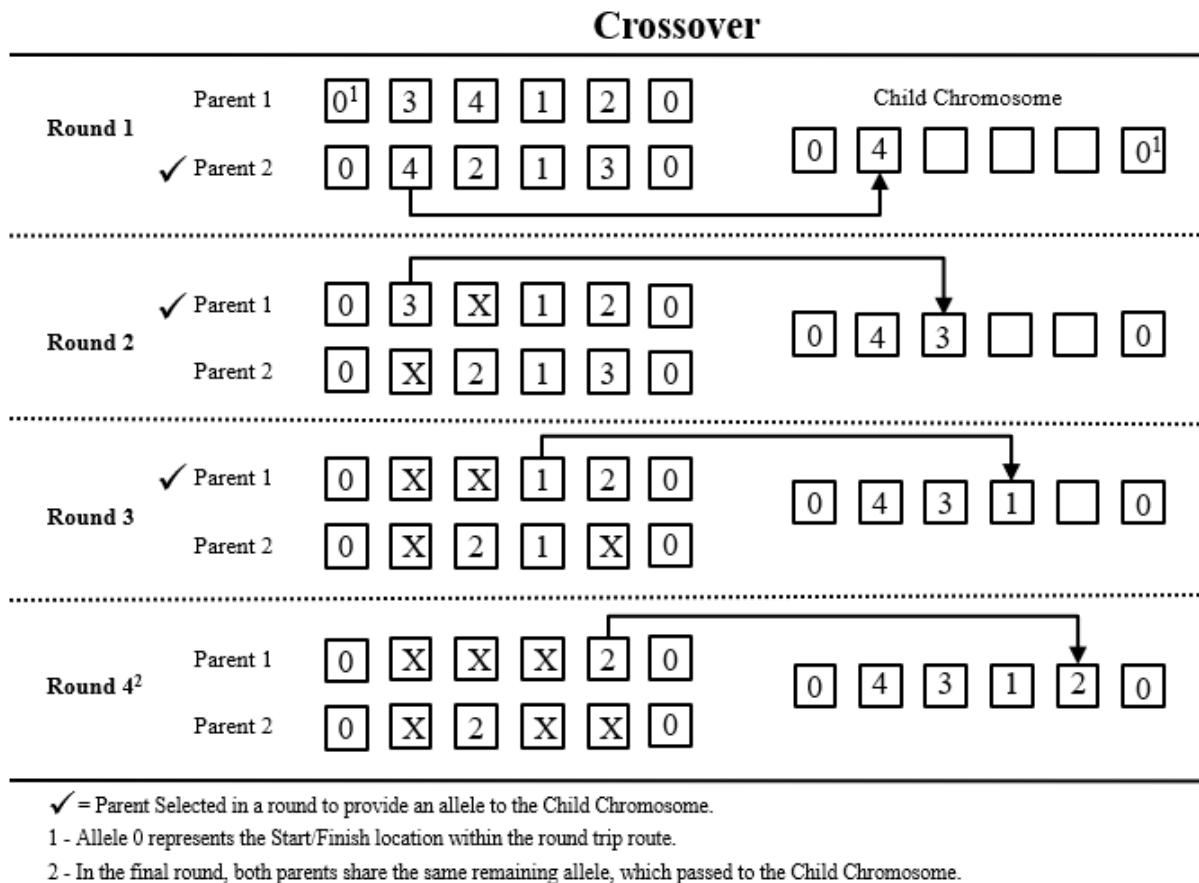 Crossover
Parent 1 0¹ 3 4 1 2 0
Child Chromosome
Round 1
0 4 0¹
✓ Parent 2 0 4 2 1 3 0
✓ Parent 1 0 3 X 1 2 0
Round 2
0 4 3 0
Parent 2 0 X 2 1 3 0
✓ Parent 1 0 X X 1 2 0
Round 3
0 4 3 1 0
Parent 2 0 X 2 1 X 0
Parent 1 0 X X X 2 0
Round 4²
0 4 3 1 2 0
Parent 2 0 X 2 X X 0
✓ = Parent Selected in a round to provide an allele to the Child Chromosome.
1 - Allele 0 represents the Start/Finish location within the round trip route.
2 - In the final round, both parents share the same remaining allele, which passed to the Child Chromosome.